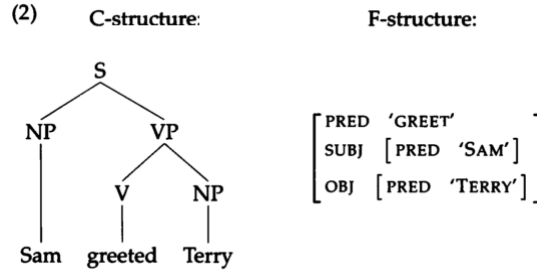 (2) C-structure: F-structure:
S
NP VP
V NP
Sam greeted Terry
PRED 'GREET'
SUBJ [PRED 'SAM']
OBJ [PRED 'TERRY']